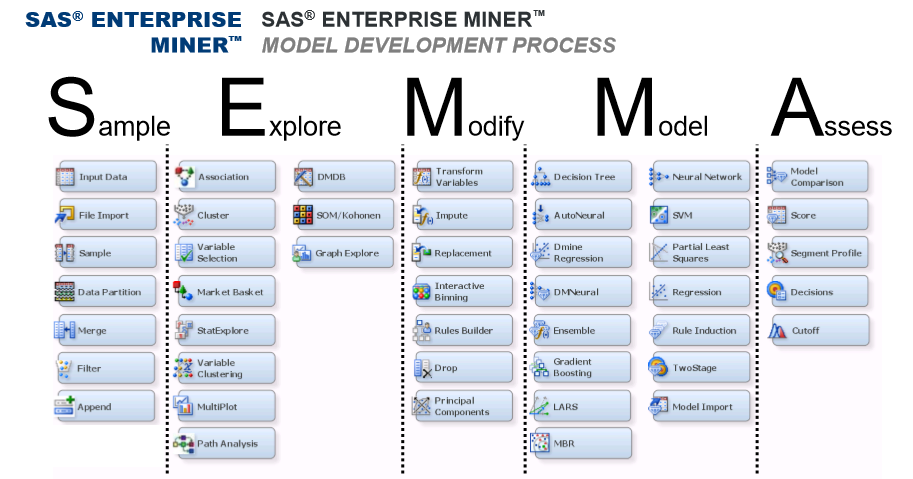 SAS® ENTERPRISE
MINER™
SAS® ENTERPRISE MINER™
MODEL DEVELOPMENT PROCESS
Sample
Explore
Modify
Model
Assess
Input Data
File Import
Sample
Data Partition
Merge
Filter
Append
Association
Cluster
Variable
Selection
Market Basket
StatExplore
Variable
Clustering
MultiPlot
Path Analysis
DMDB
SOM/Kohonen
Graph Explore
Transform
Variables
Impute
Replacement
Interactive
Binning
Rules Builder
Drop
Principal
Components
Decision Tree
AutoNeural
Dmine
Regression
DMNeural
Ensemble
Gradient
Boosting
LARS
MBR
Neural Network
SVM
Partial Least
Squares
Regression
Rule Induction
TwoStage
Model Import
Model
Comparison
Score
Segment Profile
Decisions
Cutoff